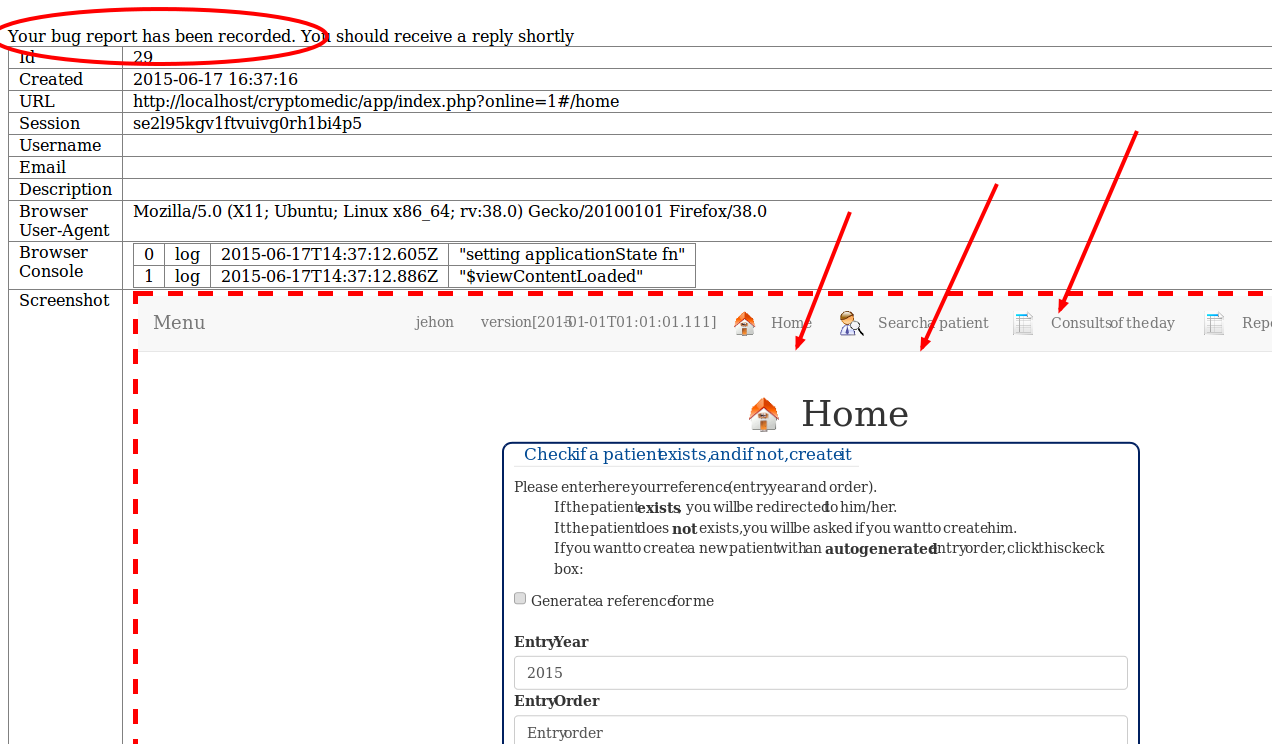 Your bug report has been recorded. You should receive a reply shortly
Id 29
Created 2015-06-17 16:37:16
URL http://localhost/cryptomedic/app/index.php?online=1#/home
Session se2l95kgv1ftvuivg0rh1bi4p5
Username
Email
Description
Browser User-Agent Mozilla/5.0 (X11; Ubuntu; Linux x86_64; rv:38.0) Gecko/20100101 Firefox/38.0
Browser Console
0 log 2015-06-17T14:37:12.605Z "setting applicationState fn"
1 log 2015-06-17T14:37:12.886Z "$viewContentLoaded"
Screenshot
Menu jehon version[2015-01-01T01:01:01.111] Home Search a patient Consults of the day Repo
Home
Check if a patient exists, and if not, create it
Please enter here your reference (entry year and order).
If the patient exists, you will be redirected to him/her.
It the patient does not exists, you will be asked if you want to create him.
If you want to create a new patient with an autogenerated entry order, click this ckeck
box:
Generate a reference for me
Entry Year
2015
Entry Order
Entry order